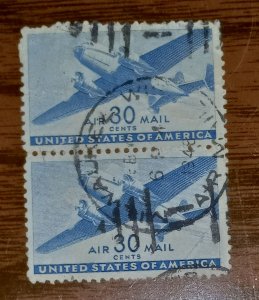 30
AIR MAIL
CENTS
UNITED STATES OF AMERICA
30
AIR MAIL
CENTS
UNITED STATES OF AMERICA